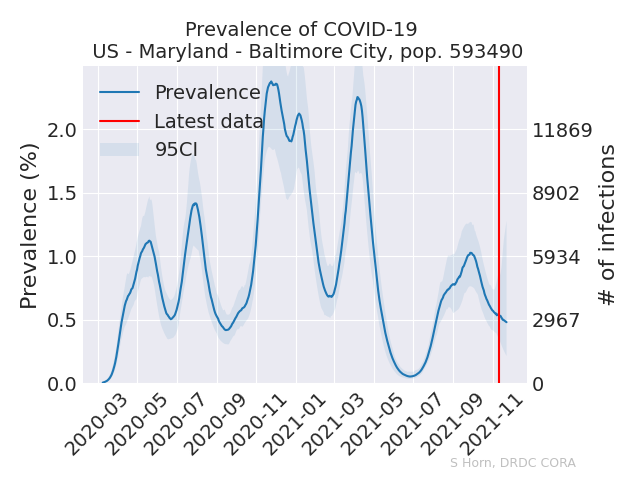 Prevalence of COVID-19
US - Maryland - Baltimore City, pop. 593490
Prevalence
Latest data
95CI
Prevalence (%)
2.0
1.5
1.0
0.5
0.0
11869
8902
5934
2967
0
# of infections
2020-03
2020-05
2020-07
2020-09
2020-11
2021-01
2021-03
2021-05
2021-07
2021-09
2021-11
S Horn, DRDC CORA